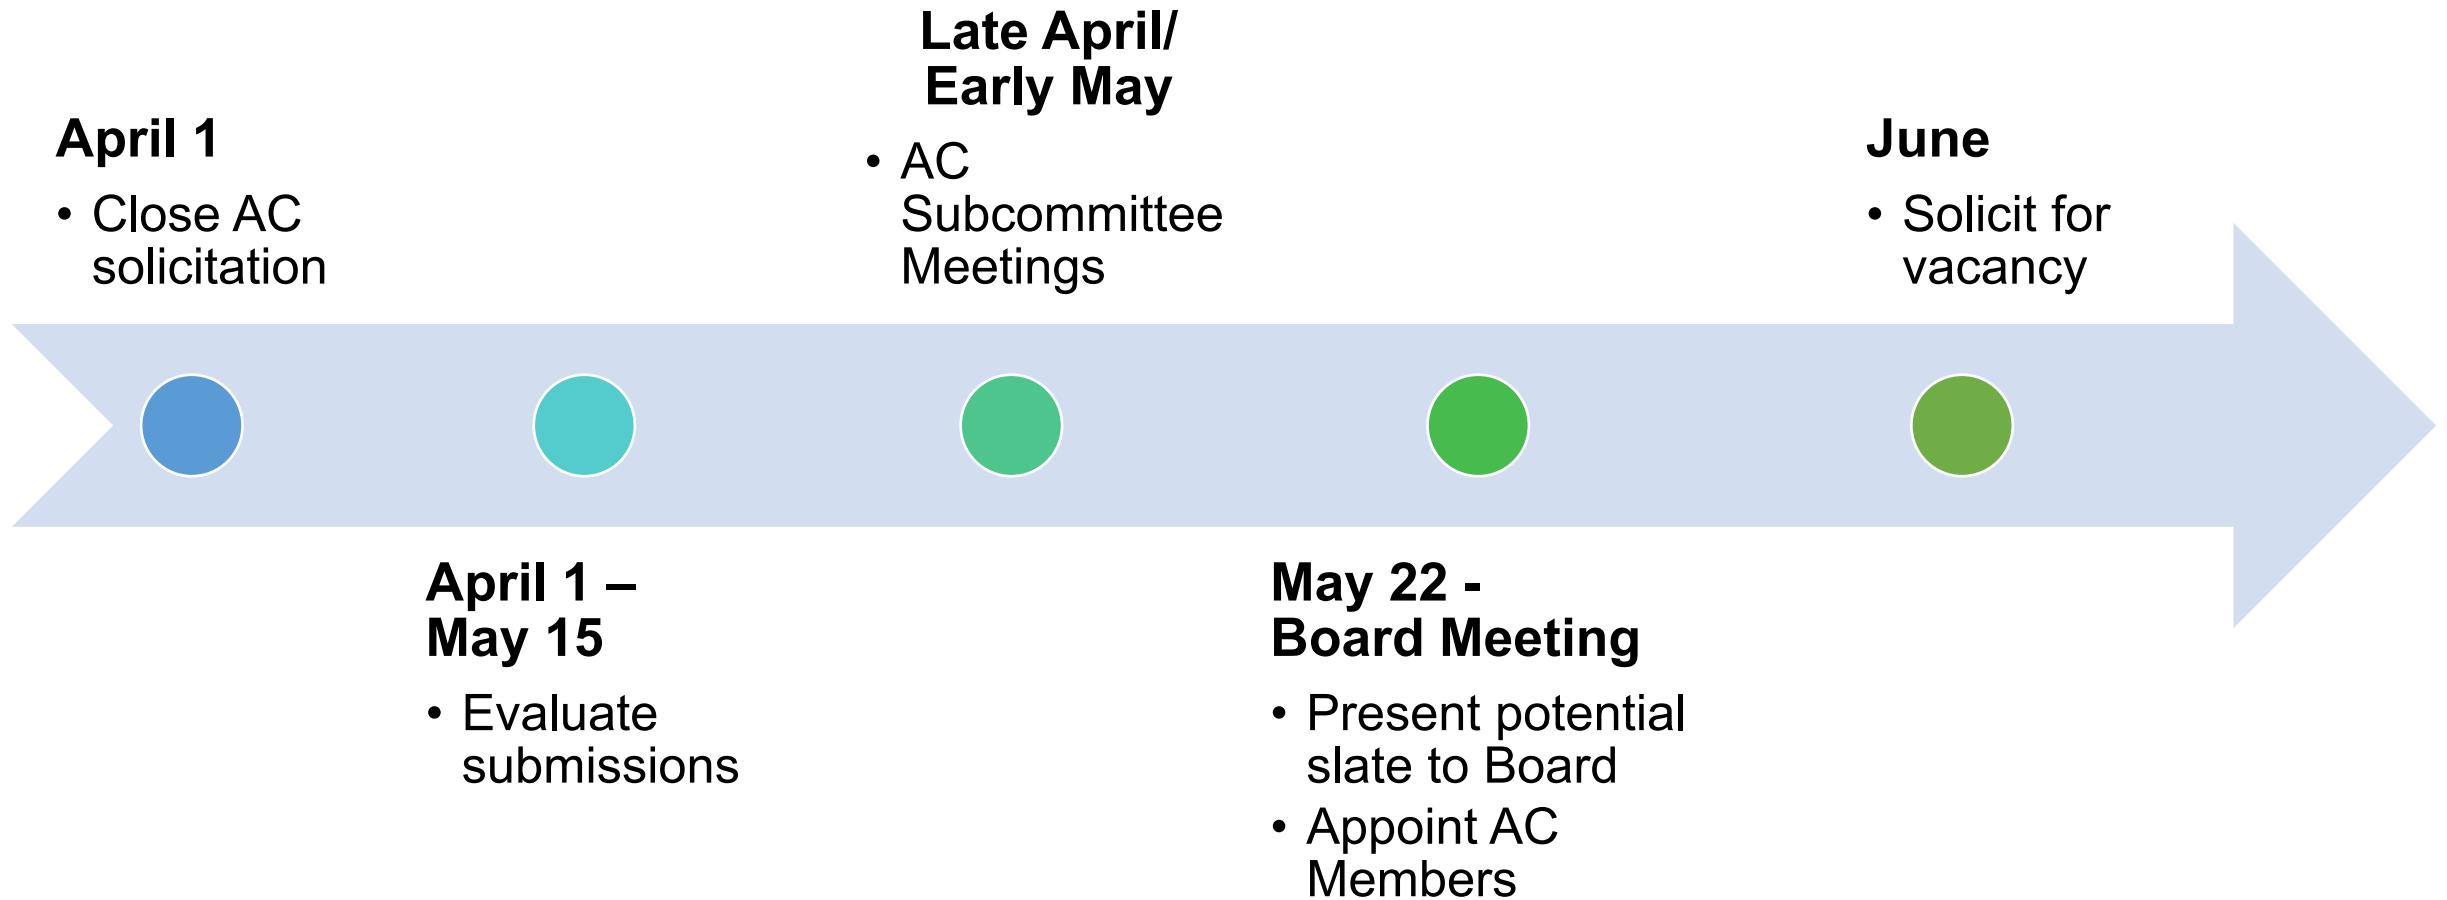 April 1
• Close AC
solicitation
April 1 –
May 15
• Evaluate
submissions
Late April/
Early May
• AC
Subcommittee
Meetings
May 22 -
Board Meeting
• Present potential
slate to Board
• Appoint AC
Members
June
• Solicit for
vacancy